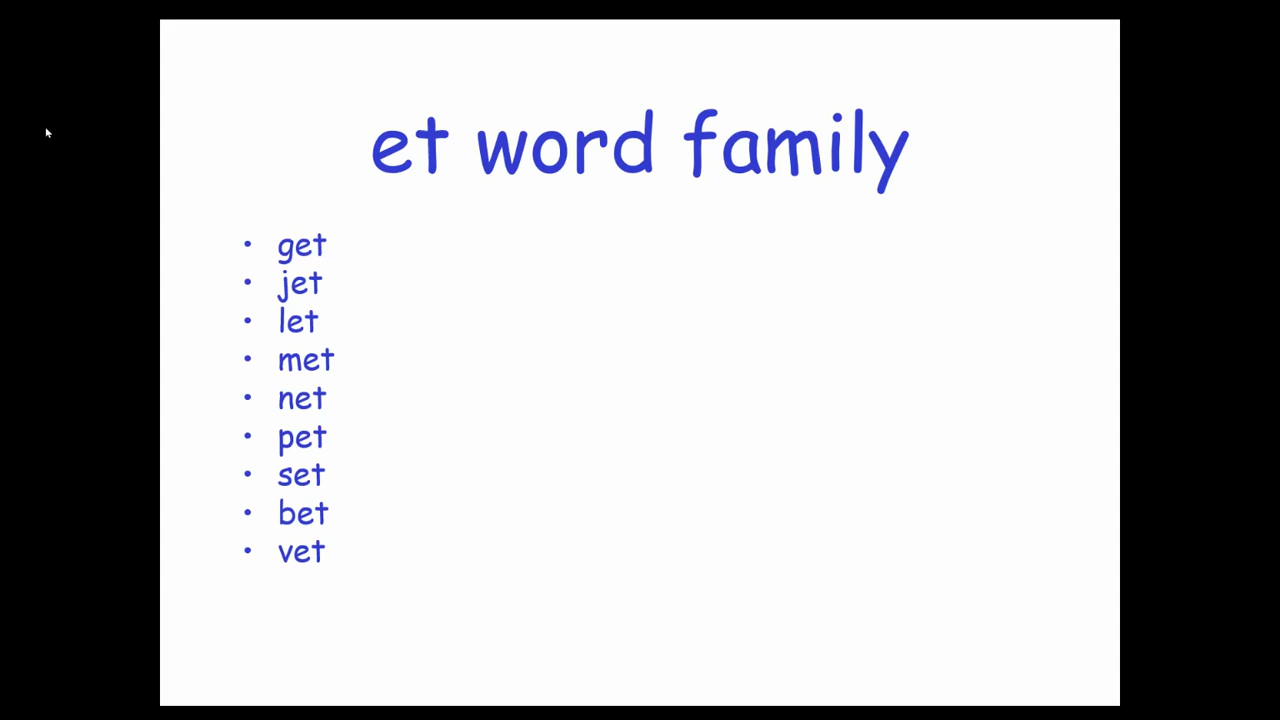 et word family
• get
• jet
• let
• met
• net
• pet
• set
• bet
• vet